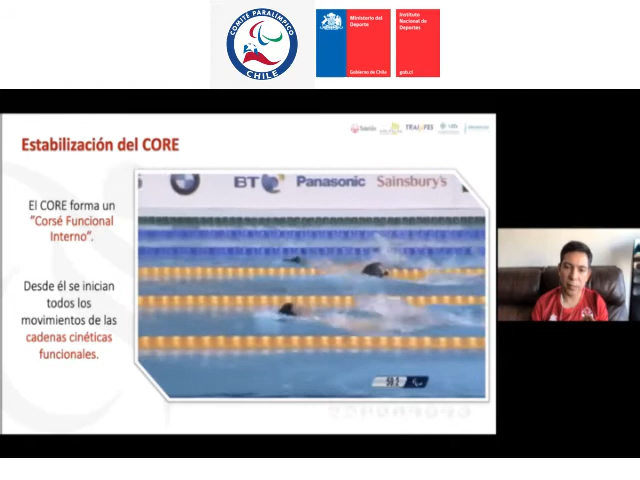 COMITÉ PARALÍMPICO
CHILE
Ministerio del
Deporte
Gobierno de Chile
Instituto
Nacional de
Deportes
gob.cl
Estabilización del CORE
El CORE forma un
"Corsé Funcional
Interno".
Desde él se inician
todos los
movimientos de las
cadenas cinéticas
funcionales.
BMW
BT
Panasonic
Sainsbury's